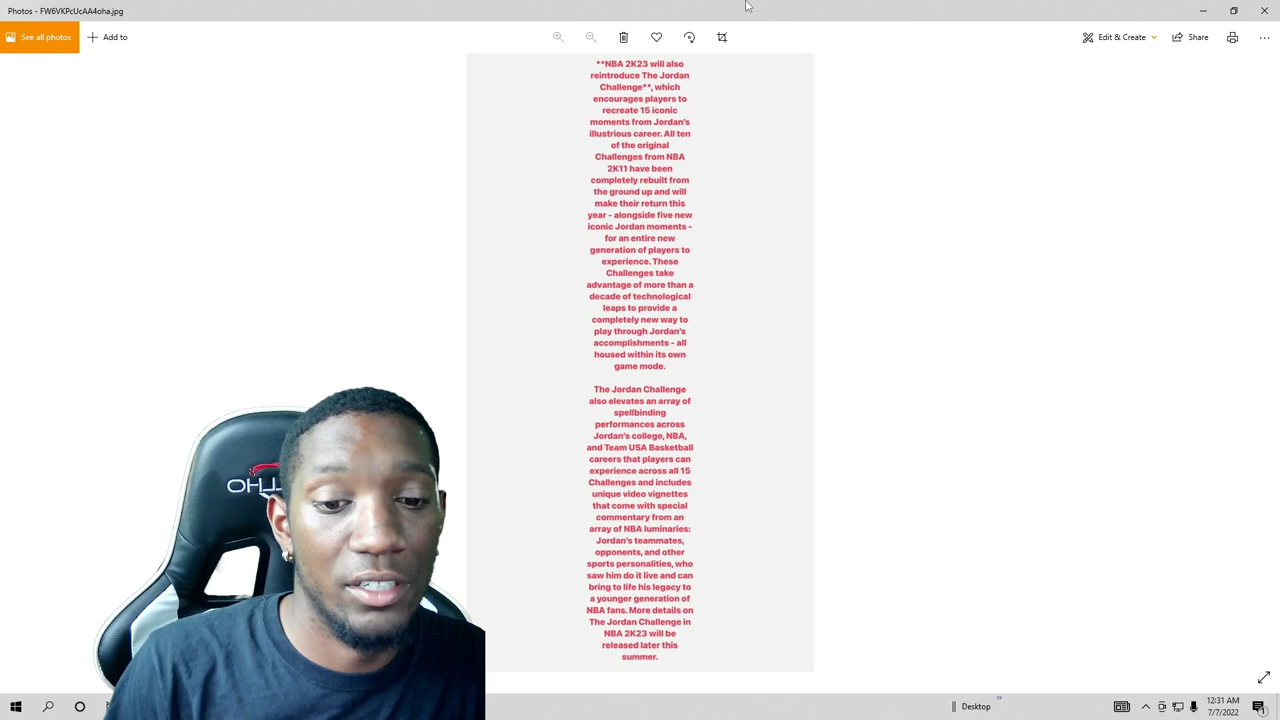 Photos - FW6VKPcUcAA4oha.jpg
See all photos
Add to
Edit & Create
Share
**NBA 2K23 will also
reintroduce The Jordan
Challenge**, which
encourages players to
recreate 15 iconic
moments from Jordan's
illustrious career. All ten
of the original
Challenges from NBA
2K11 have been
completely rebuilt from
the ground up and will
make their return this
year - alongside five new
iconic Jordan moments -
for an entire new
generation of players to
experience. These
Challenges take
advantage of more than a
decade of technological
leaps to provide a
completely new way to
play through Jordan's
accomplishments - all
housed within its own
game mode.
The Jordan Challenge
also elevates an array of
spellbinding
performances across
Jordan's college, NBA,
and Team USA Basketball
careers that players can
experience across all 15
Challenges and includes
unique video vignettes
that come with special
commentary from an
array of NBA luminaries:
Jordan's teammates,
opponents, and other
sports personalities, who
saw him do it live and can
bring to life his legacy to
a younger generation of
NBA fans. More details on
The Jordan Challenge in
NBA 2K23 will be
released later this
summer.
Desktop
12:31 AM
7/7/2022